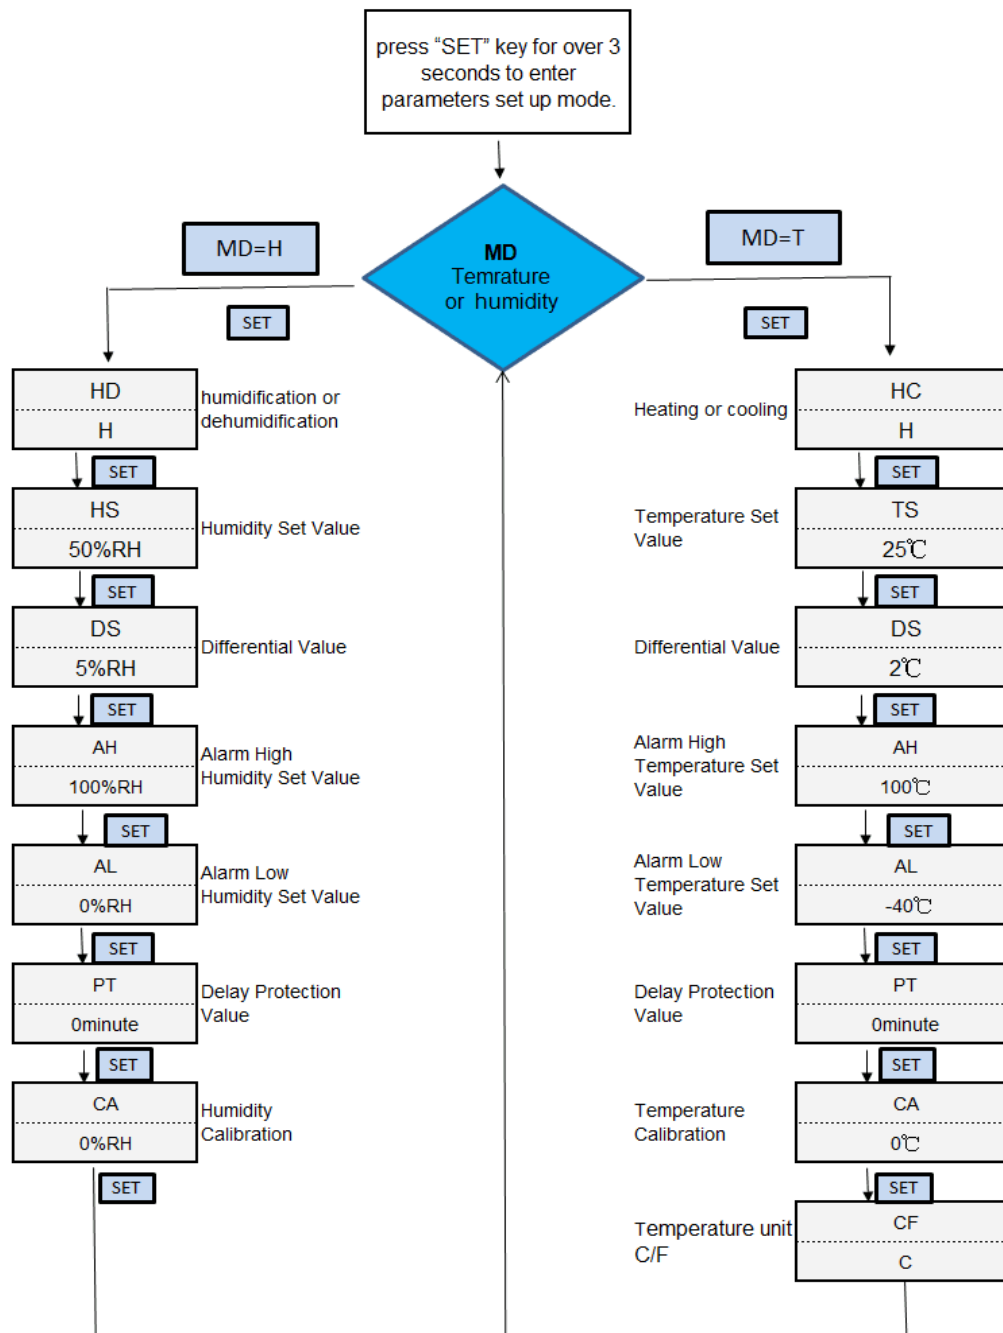 press “SET” key for over 3
seconds to enter
parameters set up mode.
MD=H
MD=T
MD
Temrature
or humidity
SET
SET
HD
H
humidification or
dehumidification
Heating or cooling
HC
H
SET
SET
HS
50%RH
Humidity Set Value
Temperature Set
Value
TS
25℃
SET
SET
DS
5%RH
Differential Value
Differential Value
DS
2℃
SET
SET
AH
100%RH
Alarm High
Humidity Set Value
Alarm High
Temperature Set
Value
AH
100℃
SET
SET
AL
0%RH
Alarm Low
Humidity Set Value
Alarm Low
Temperature Set
Value
AL
-40℃
SET
SET
PT
0minute
Delay Protection
Value
Delay Protection
Value
PT
0minute
SET
SET
CA
0%RH
Humidity
Calibration
Temperature
Calibration
CA
0℃
SET
SET
Temperature unit
C/F
CF
C